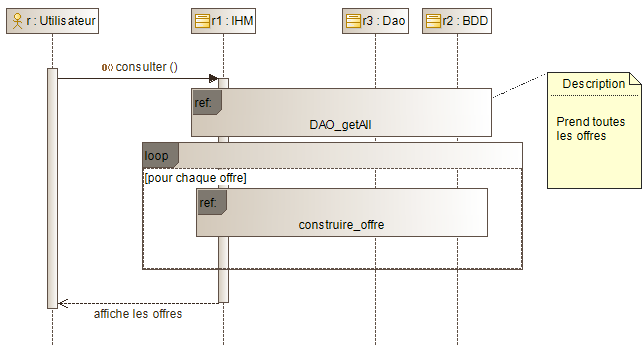 r : Utilisateur
r1 : IHM
r3 : Dao
r2 : BDD
consulter ()
ref:
DAO_getAll
Description
Prend toutes
les offres
loop
[pour chaque offre]
ref:
construire_offre
affiche les offres